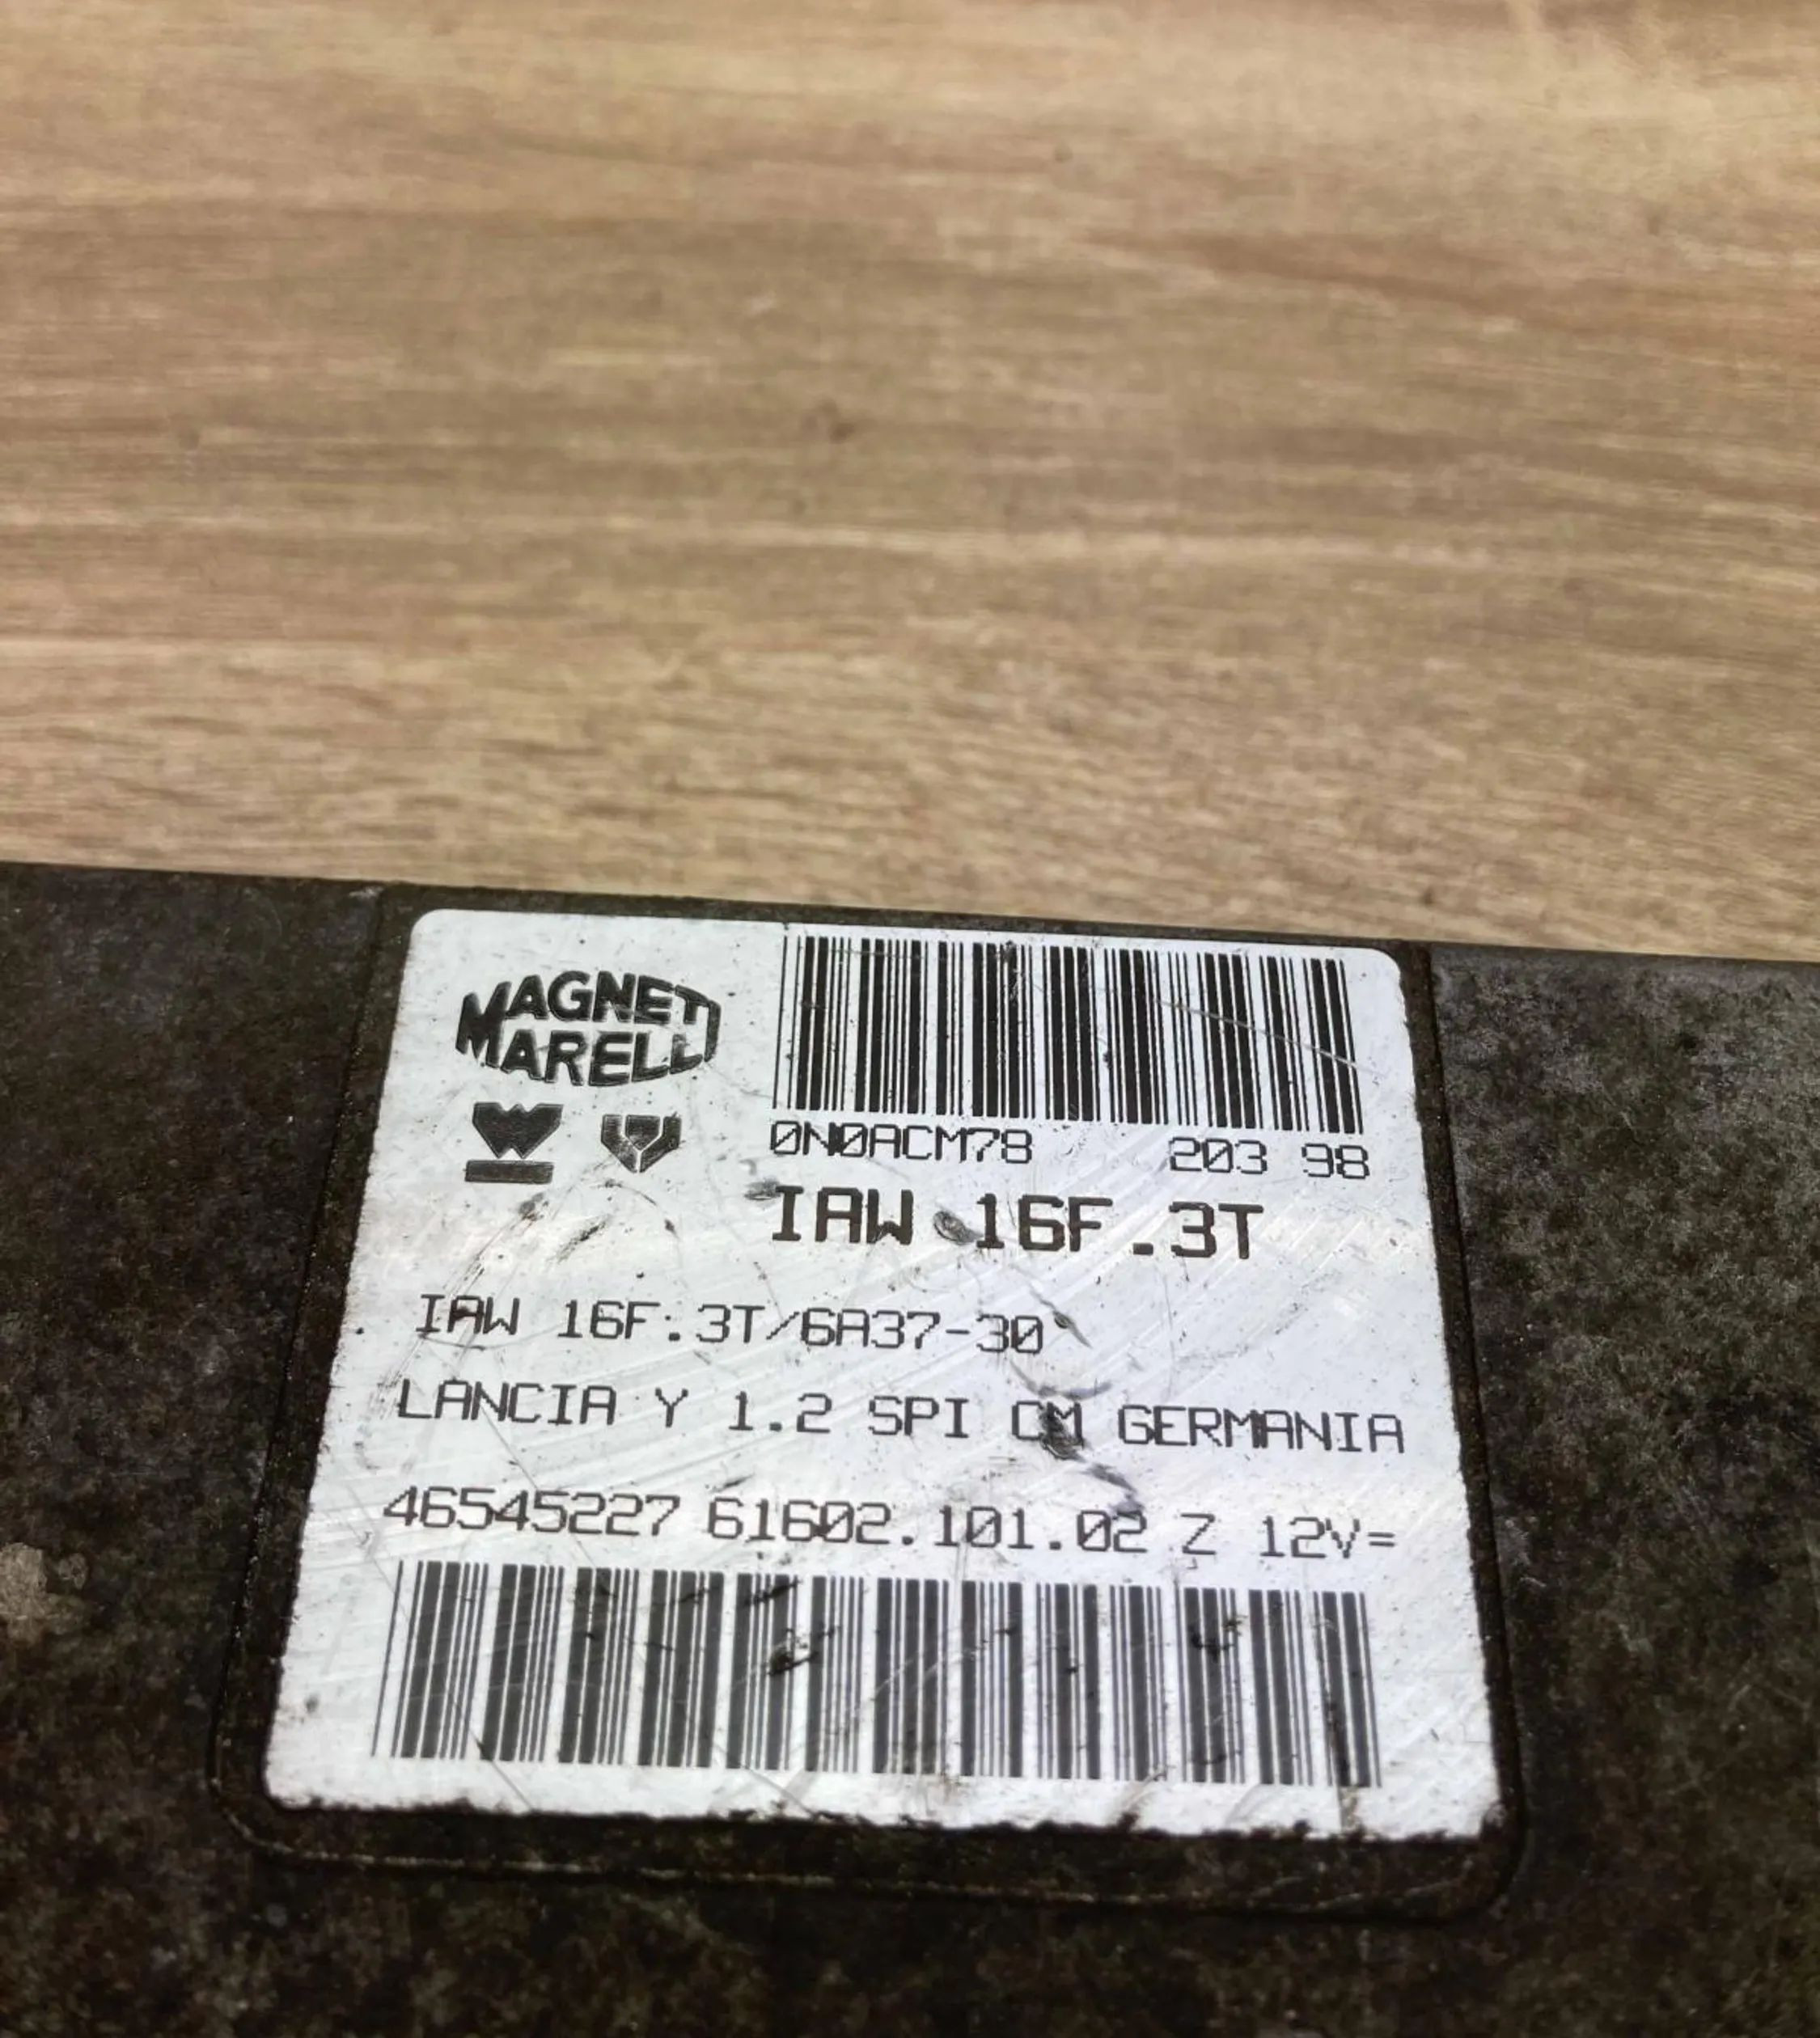 MAGNETI
MARELLI
0N0ACM78 203 98
IAW 16F.3T
IAW 16F.3T/6A37-30
LANCIA Y 1.2 SPI CM GERMANIA
46545227 61602.101.02 Z 12V=